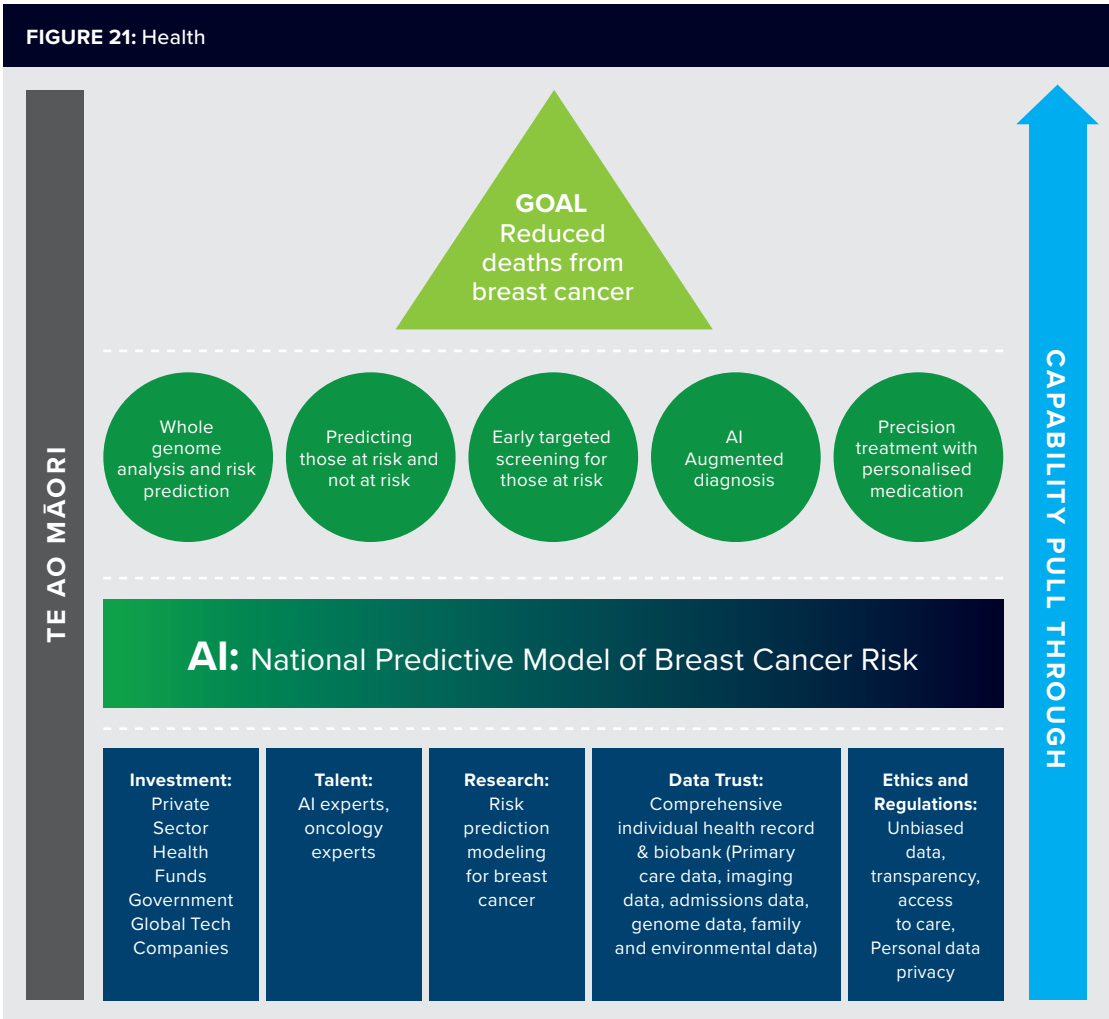 FIGURE 21: Health
TE AO MĀORI
GOAL
Reduced
deaths from
breast cancer
Whole
genome
analysis and risk
prediction
Predicting
those at risk and
not at risk
Early targeted
screening for
those at risk
AI
Augmented
diagnosis
Precision
treatment with
personalised
medication
AI: National Predictive Model of Breast Cancer Risk
Investment:
Private
Sector
Health
Funds
Government
Global Tech
Companies
Talent:
AI experts,
oncology
experts
Research:
Risk
prediction
modeling
for breast
cancer
Data Trust:
Comprehensive
individual health record
& biobank (Primary
care data, imaging
data, admissions data,
genome data, family
and environmental data)
Ethics and
Regulations:
Unbiased
data,
transparency,
access
to care,
Personal data
privacy
CAPABILITY PULL THROUGH